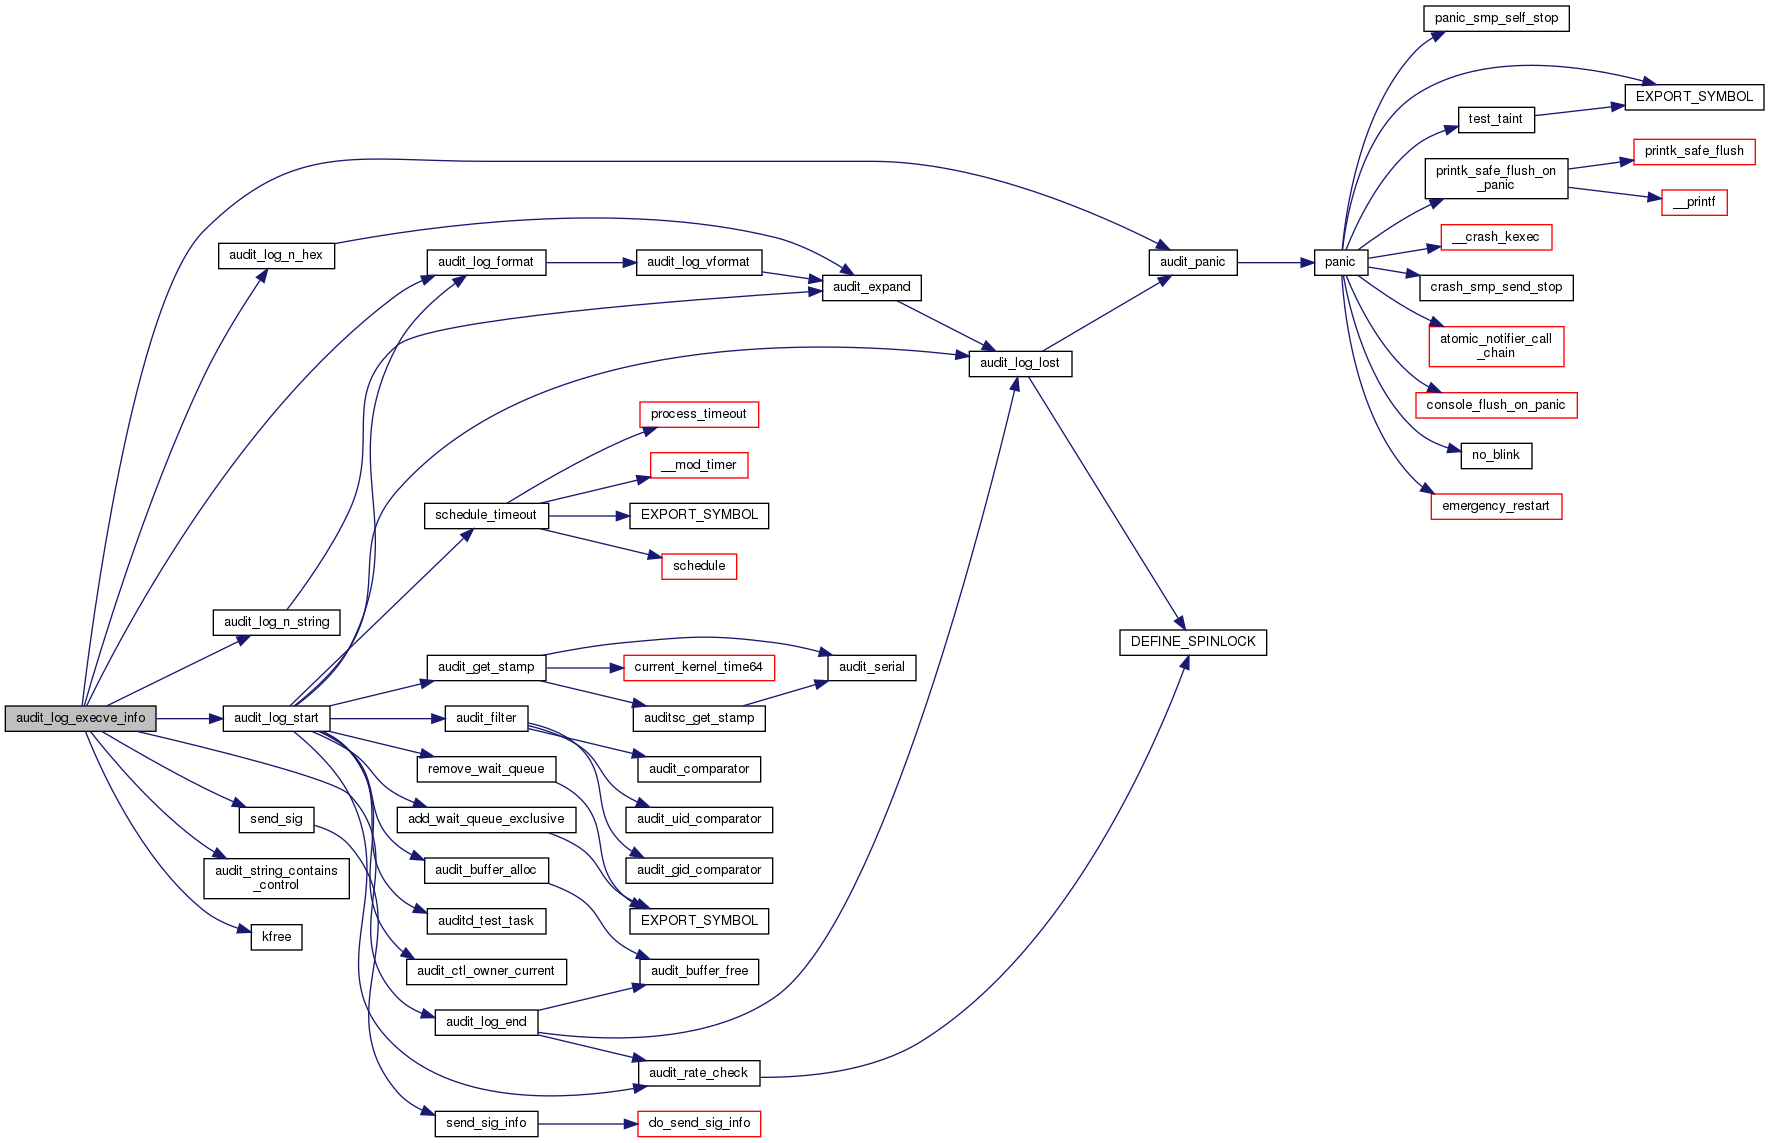 panic_smp_self_stop
EXPORT_SYMBOL
test_taint
printk_safe_flush
printk_safe_flush_on
_panic
__printf
__crash_kexec
audit_log_n_hex
audit_log_format
audit_log_vformat
audit_panic
panic
audit_expand
crash_smp_send_stop
atomic_notifier_call
_chain
audit_log_lost
process_timeout
console_flush_on_panic
__mod_timer
no_blink
schedule_timeout
EXPORT_SYMBOL
emergency_restart
schedule
audit_log_n_string
DEFINE_SPINLOCK
audit_get_stamp
current_kernel_time64
audit_serial
audit_log_execve_info
audit_log_start
audit_filter
auditsc_get_stamp
remove_wait_queue
audit_comparator
send_sig
add_wait_queue_exclusive
audit_uid_comparator
audit_string_contains
_control
audit_buffer_alloc
audit_gid_comparator
kfree
auditd_test_task
EXPORT_SYMBOL
audit_ctl_owner_current
audit_buffer_free
audit_log_end
audit_rate_check
send_sig_info
do_send_sig_info